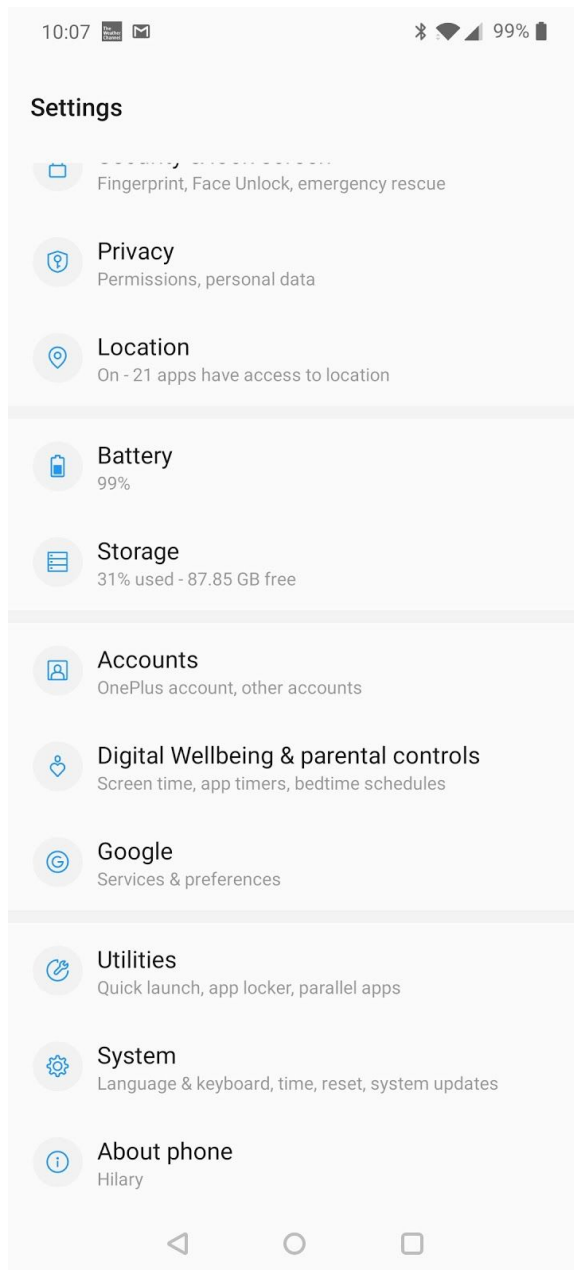 10:07
99%
Settings
Fingerprint, Face Unlock, emergency rescue
Privacy
Permissions, personal data
Location
On - 21 apps have access to location
Battery
99%
Storage
31% used - 87.85 GB free
Accounts
OnePlus account, other accounts
Digital Wellbeing & parental controls
Screen time, app timers, bedtime schedules
Google
Services & preferences
Utilities
Quick launch, app locker, parallel apps
System
Language & keyboard, time, reset, system updates
About phone
Hilary